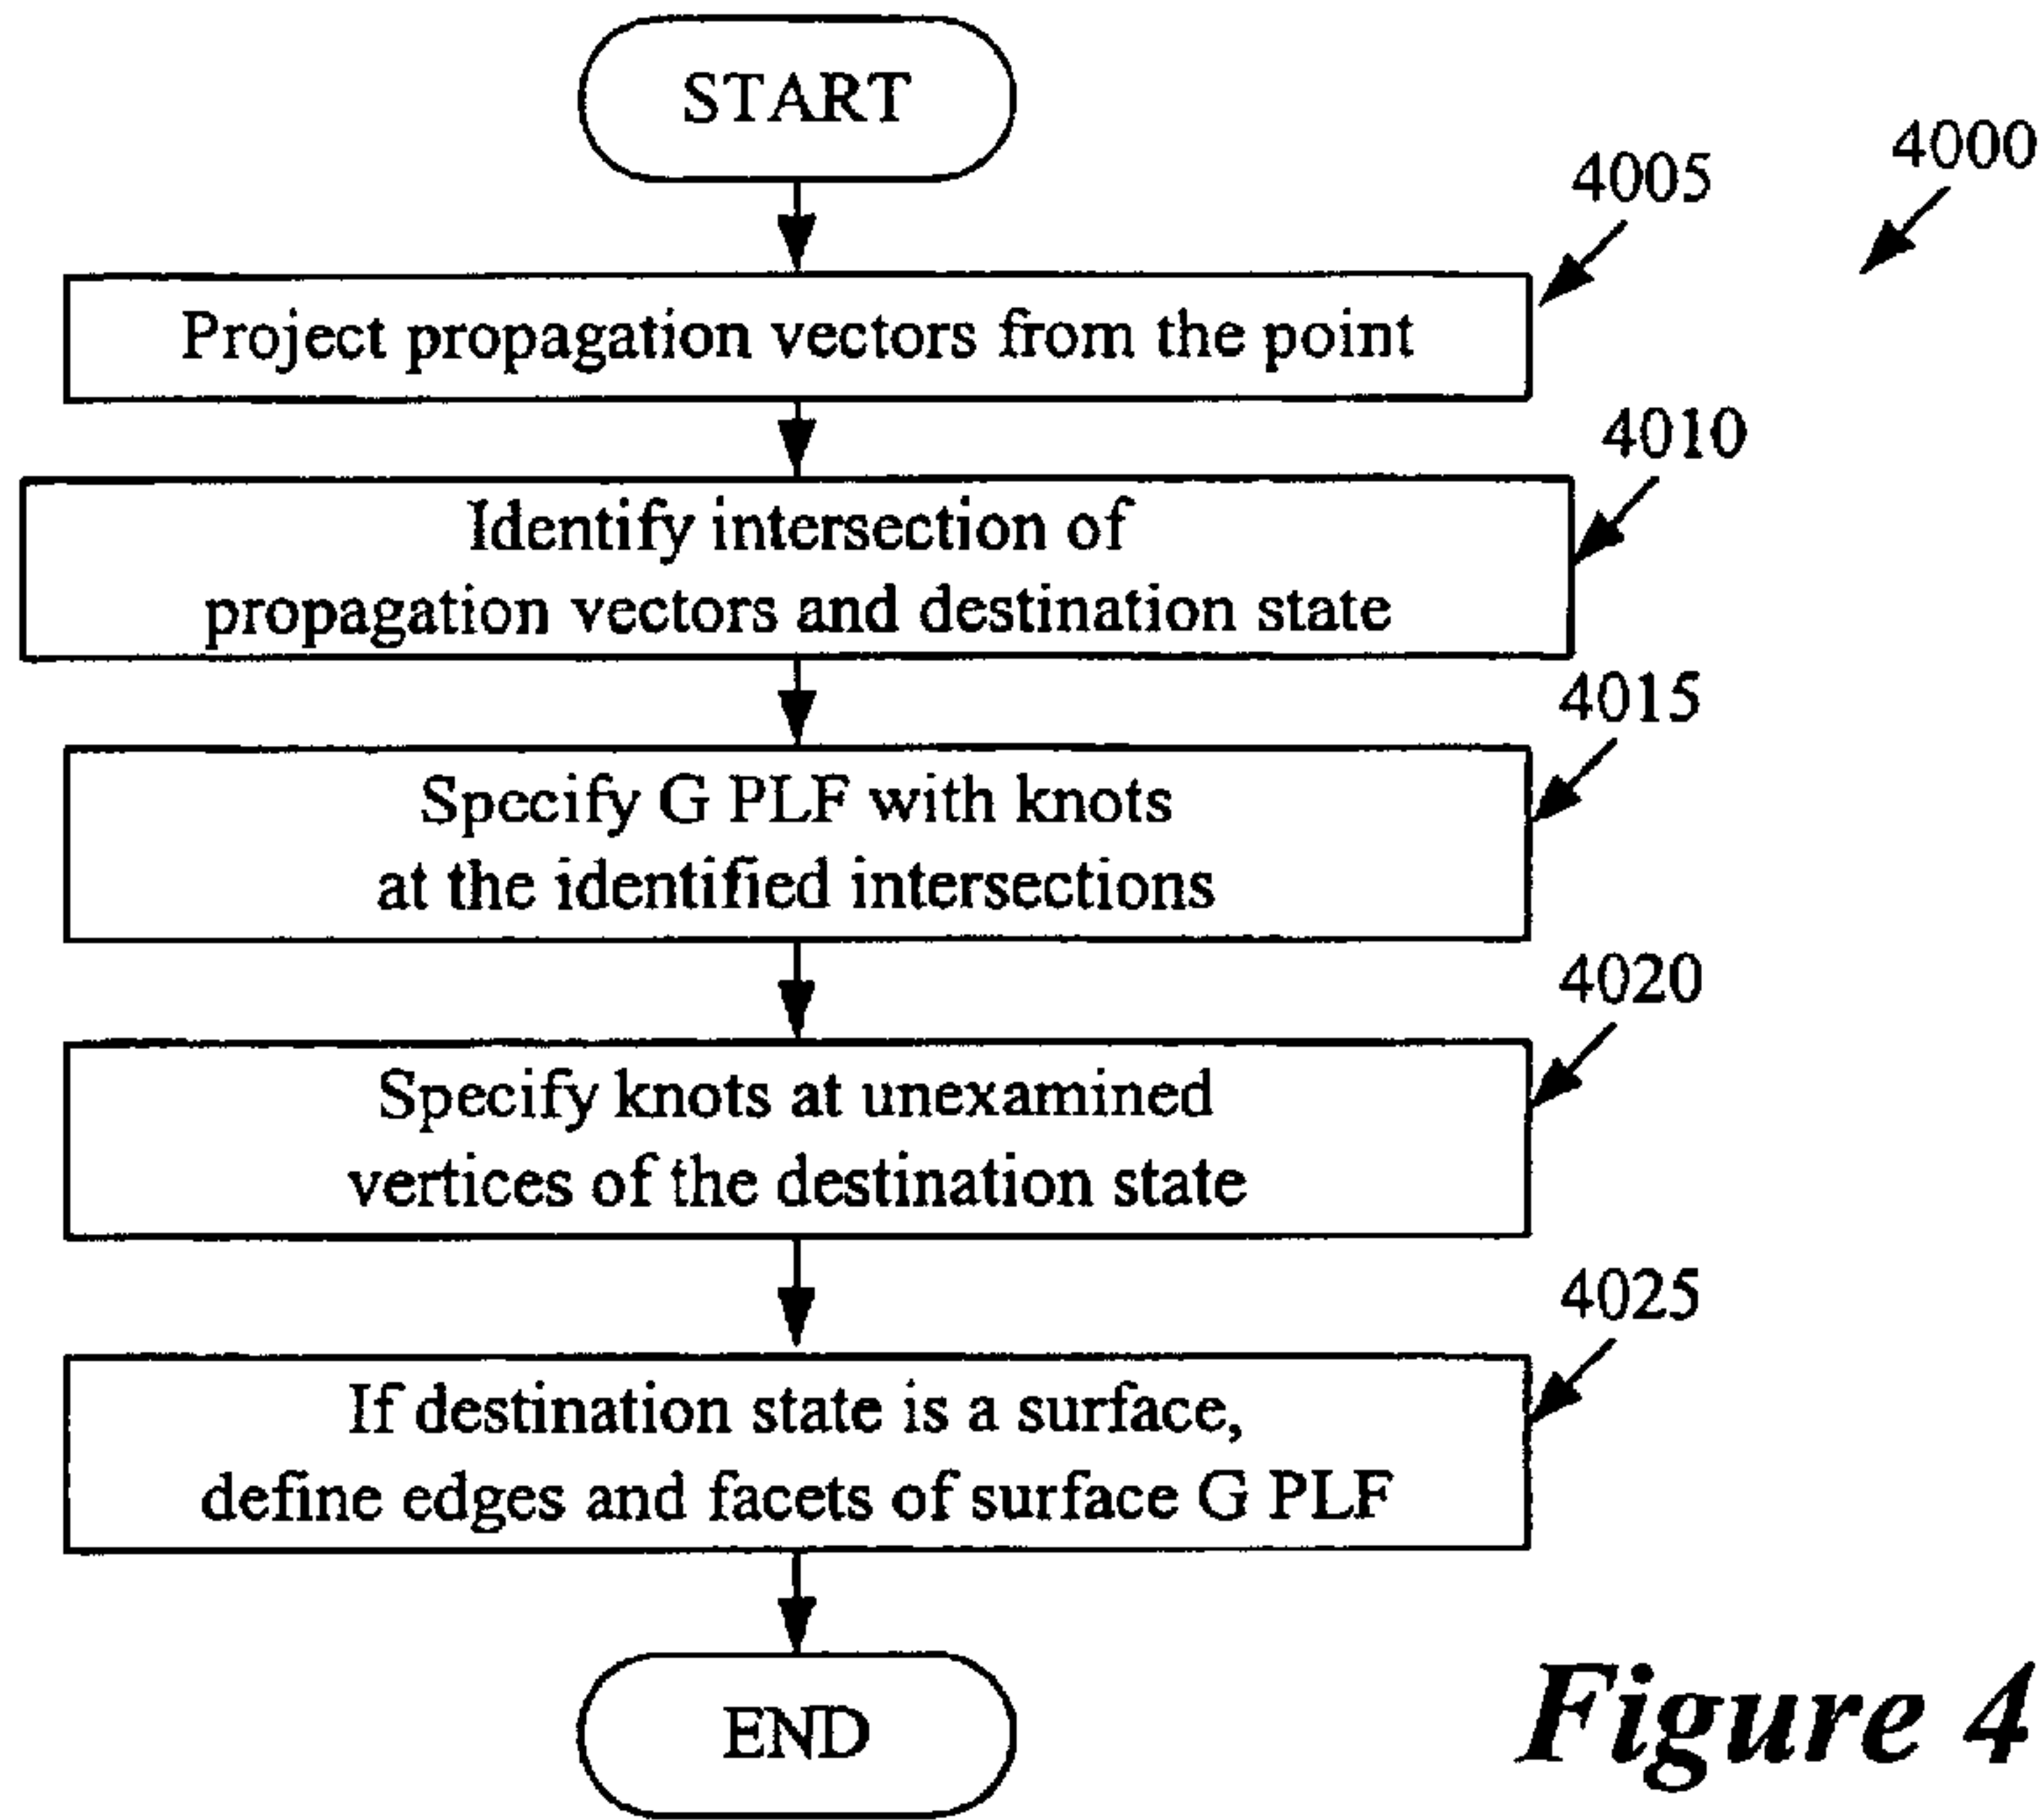 START
4000
4005
Project propagation vectors from the point
4010
Identify intersection of
propagation vectors and destination state
4015
Specify G PLF with knots
at the identified intersections
4020
Specify knots at unexamined
vertices of the destination state
4025
If destination state is a surface,
define edges and facets of surface G PLF
END
Figure 4